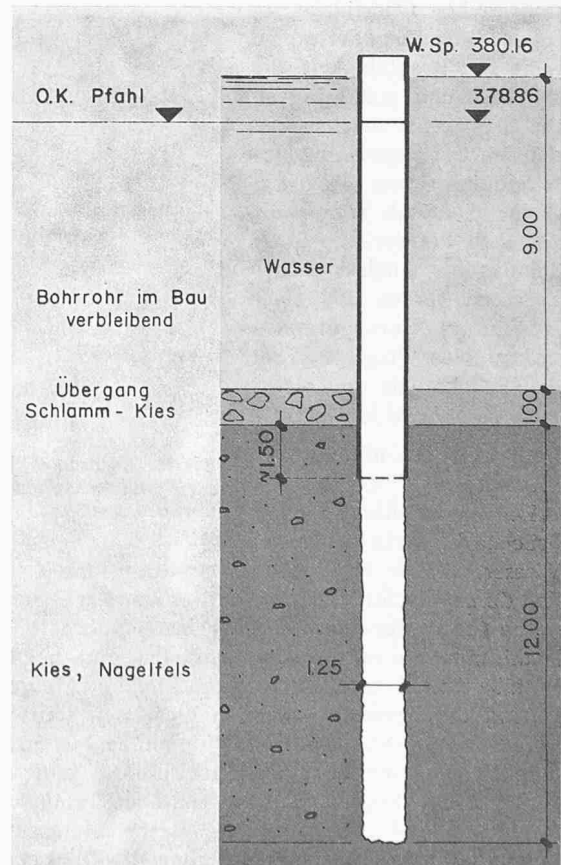 W. Sp. 380.16
O.K. Pfahl
378.86
9.00
Wasser
Bohrrohr im Bau
verbleibend
Übergang
Schlamm - Kies
1.00
~1.50
12.00
Kies, Nagelfels
1.25